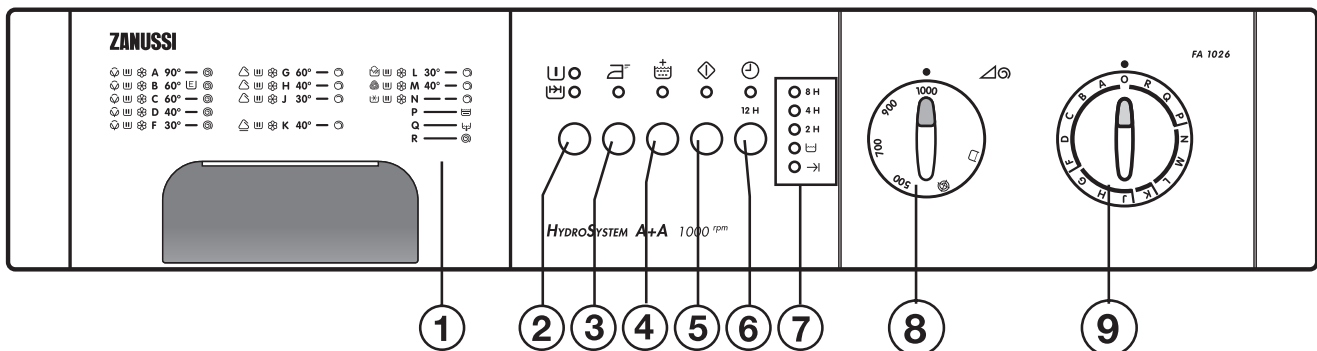 ZANUSSI
A 90°
B 60° E
C 60°
D 40°
F 30°
G 60°
H 40°
J 30°
K 40°
L 30°
M 40°
N
P
Q
R
12 H
8 H
4 H
2 H
HYDROSYSTEM A+A 1000 rpm
1000
900
700
500
FA 1026
O
R
Q
P
N
M
L
K
J
H
G
F
D
C
B
A
1 2 3 4 5 6 7 8 9